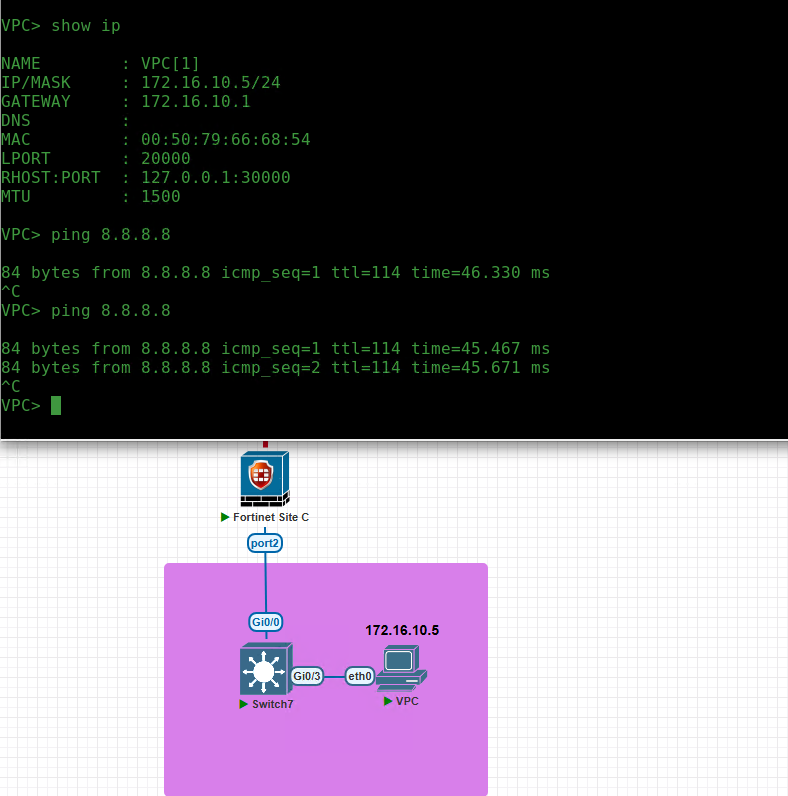 VPC> show ip
NAME        : VPC[1]
IP/MASK     : 172.16.10.5/24
GATEWAY     : 172.16.10.1
DNS         :
MAC         : 00:50:79:66:68:54
LPORT       : 20000
RHOST:PORT  : 127.0.0.1:30000
MTU         : 1500
VPC> ping 8.8.8.8
84 bytes from 8.8.8.8 icmp_seq=1 ttl=114 time=46.330 ms
^C
VPC> ping 8.8.8.8
84 bytes from 8.8.8.8 icmp_seq=1 ttl=114 time=45.467 ms
84 bytes from 8.8.8.8 icmp_seq=2 ttl=114 time=45.671 ms
^C
VPC>
Fortinet Site C
port2
Gi0/0
172.16.10.5
Gi0/3
eth0
Switch7
VPC